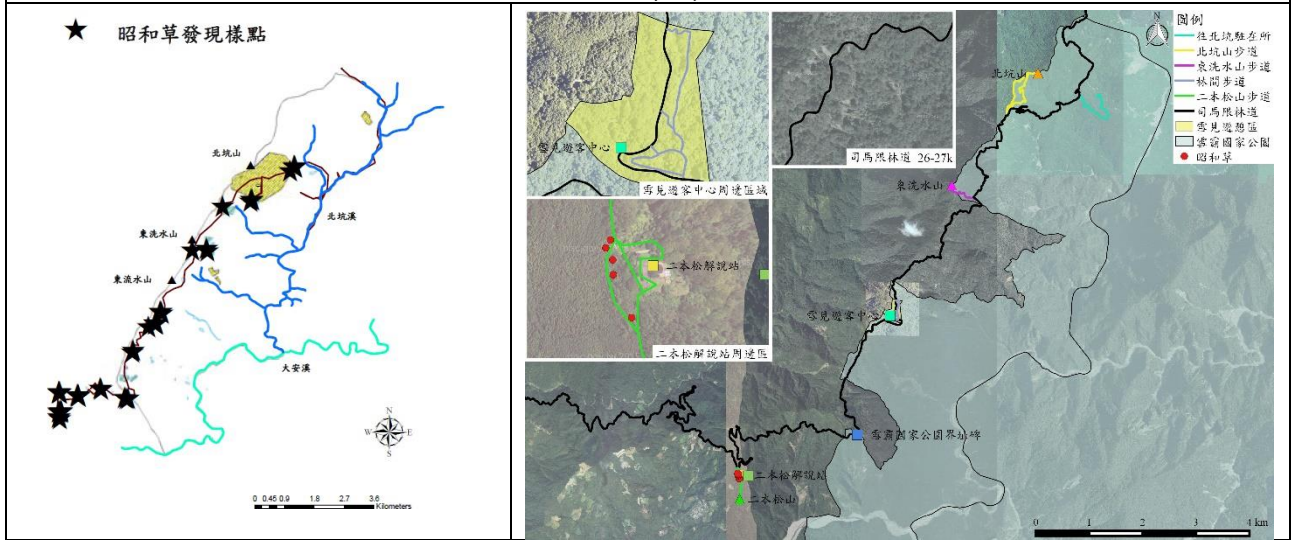 昭和草發現樣點
北坑山
東洗水山
北坑溪
東流水山
大安溪
N
W E
S
0 0.45 0.9 1.8 2.7 3.6
Kilometers
雪見遊客中心
雪見遊客中心周邊區域
司馬限林道 26-27k
二本松解說站
二本松解說站周邊區
北坑山
東洗水山
雪見遊客中心
雪霸國家公園界址碑
二本松解說站
二本松山
N
圖例
往北坑駐在所
北坑山步道
東洗水山步道
林間步道
二本松山步道
司馬限林道
雪見遊憩區
雪霸國家公園
昭和草
0 1 2 4 km